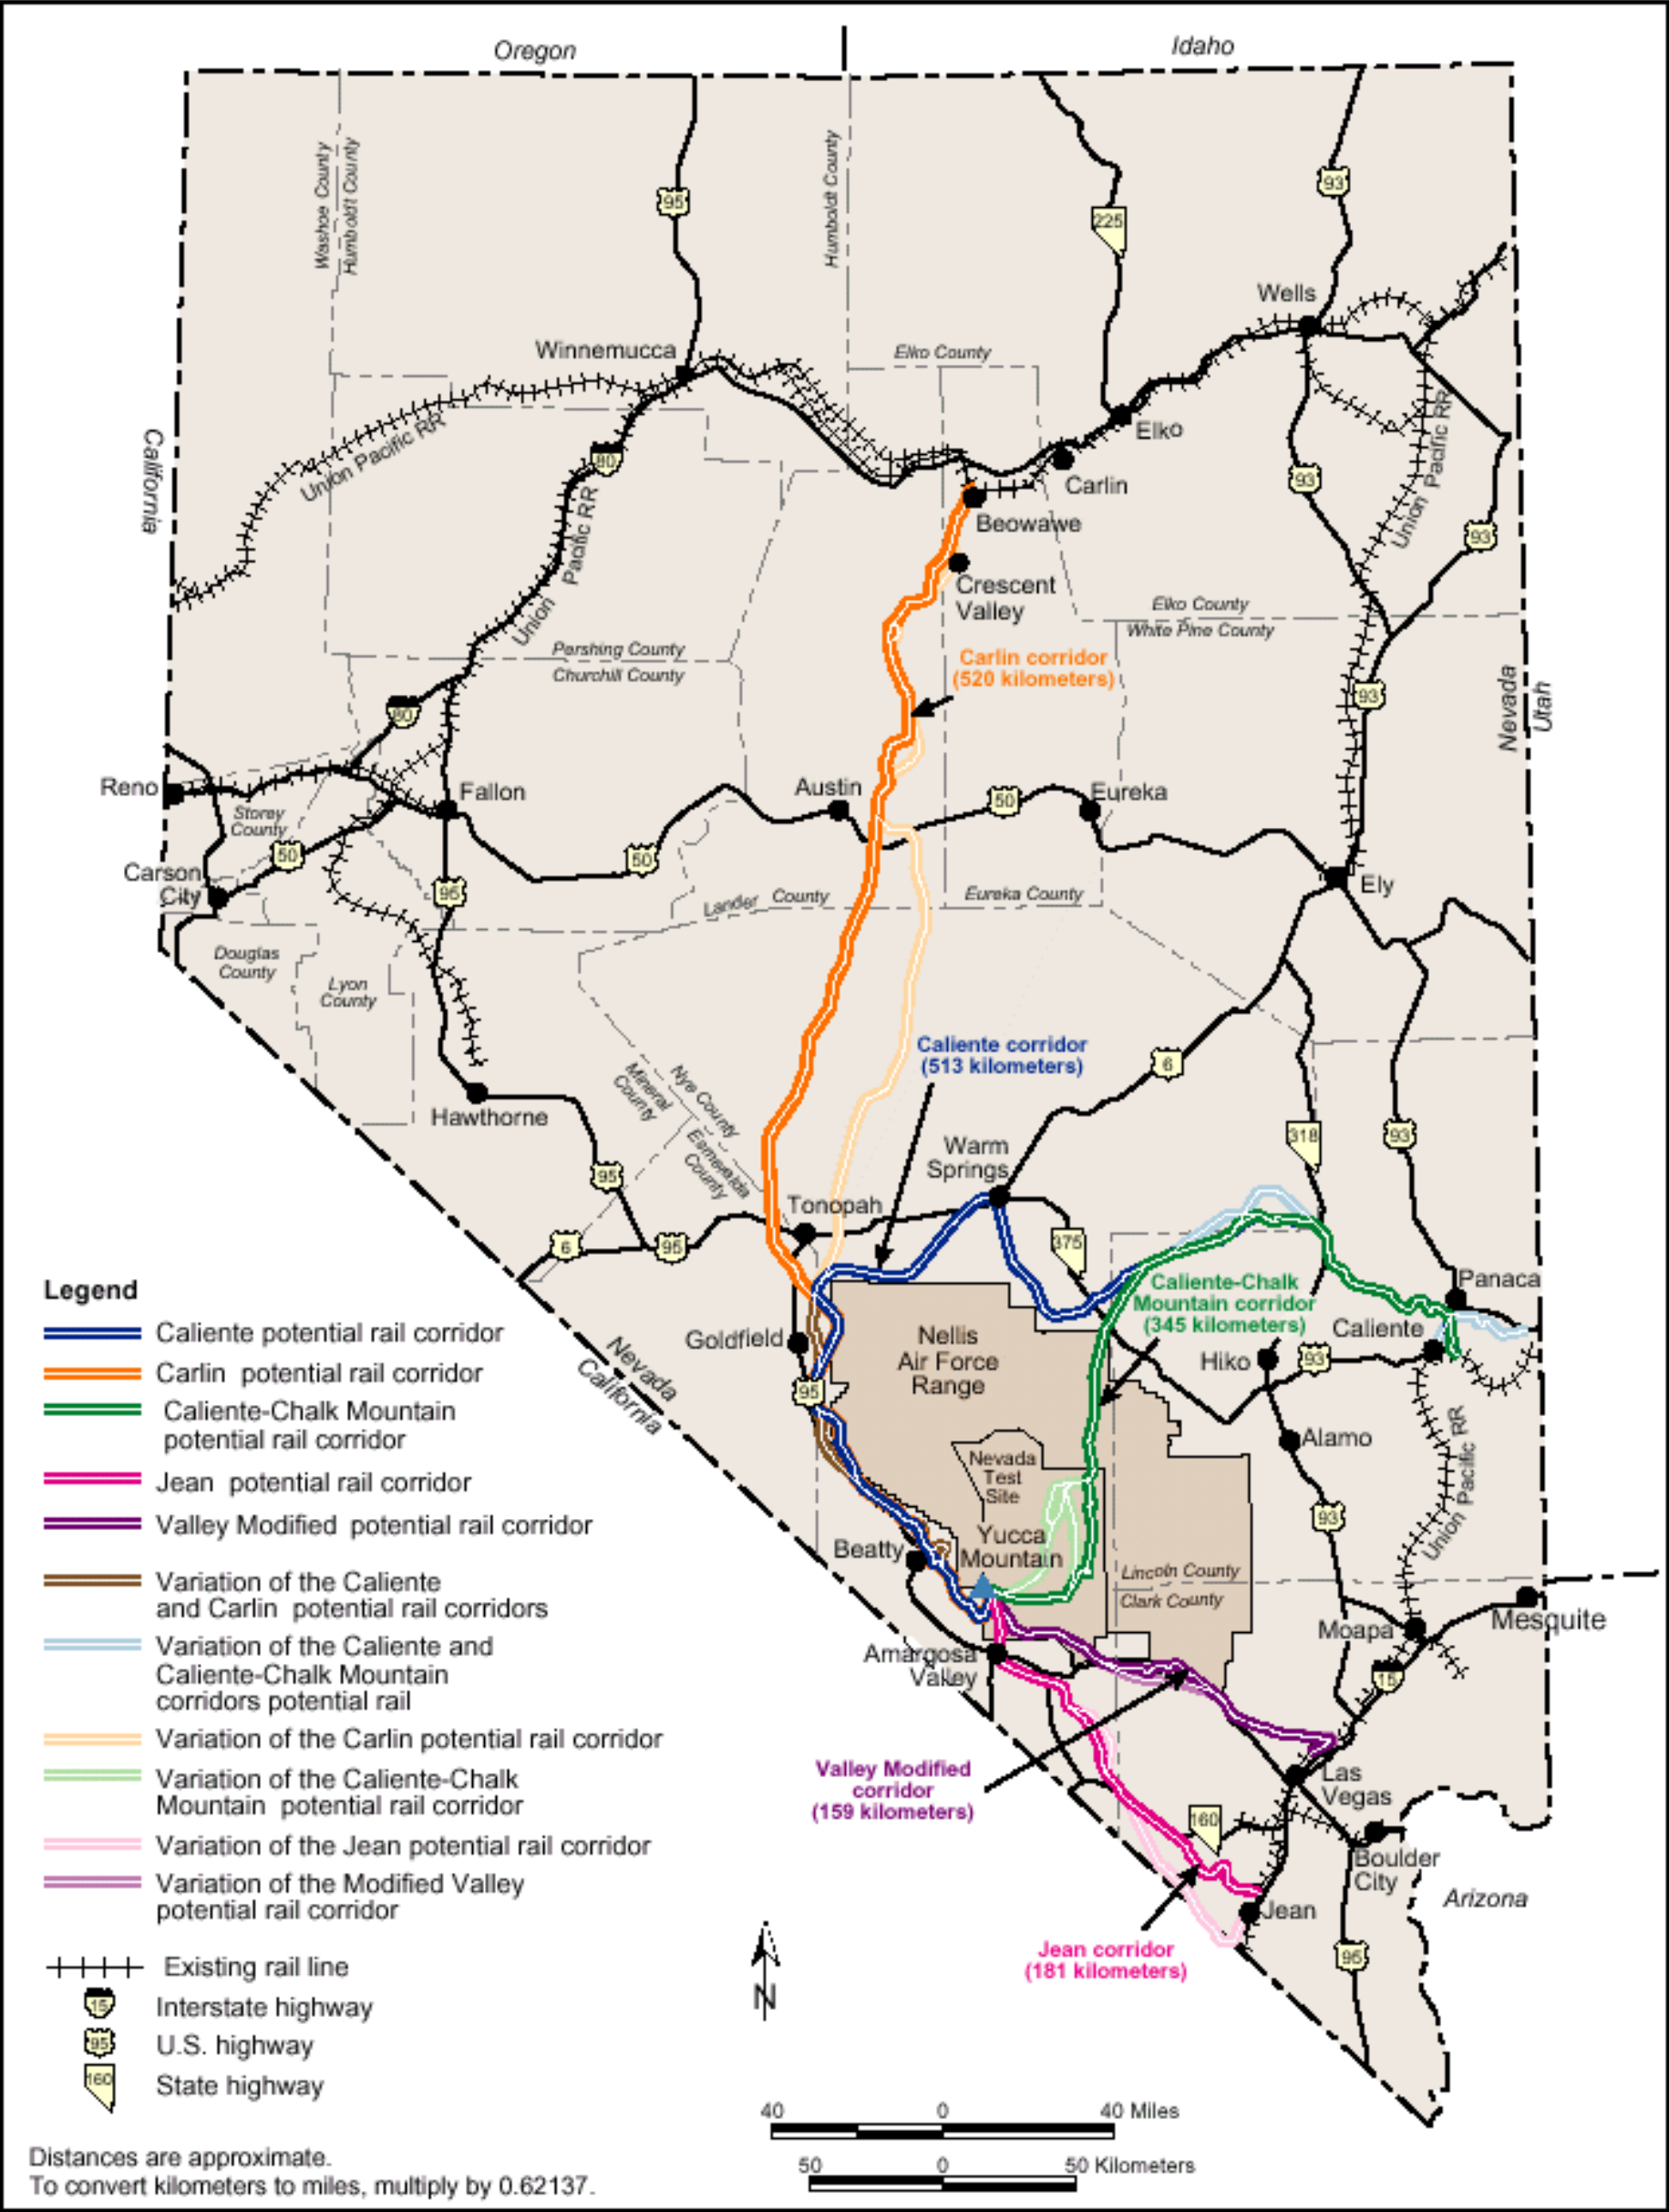 Oregon
Idaho
Washoe County
Humboldt County
Humboldt County
95
225
93
Wells
Winnemucca
Elko County
Union Pacific RR
80
Elko
Carlin
Beowawe
Crescent
Valley
93
93
Union Pacific RR
California
Union Pacific RR
Elko County
White Pine County
Pershing County
Churchill County
Carlin corridor
(520 kilometers)
80
93
Nevada
Utah
Reno
Fallon
Austin
50
Eureka
Storey
County
50
50
Carson
City
95
Ely
Lander County
Eureka County
Douglas
County
Lyon
County
Caliente corridor
(513 kilometers)
6
Nye County
Mineral
County
Esmeralda
County
Hawthorne
318
93
95
Warm
Springs
Tonopah
6
95
375
Panaca
Caliente-Chalk
Mountain corridor
(345 kilometers)
Caliente
Goldfield
Nellis
Air Force
Range
Hiko
93
Nevada
California
95
Alamo
Nevada
Test
Site
Union Pacific RR
93
Beatty
Yucca
Mountain
Lincoln County
Clark County
Mesquite
Moapa
Amargosa
Valley
15
Valley Modified
corridor
(159 kilometers)
Las
Vegas
160
Boulder
City
Arizona
Jean
Jean corridor
(181 kilometers)
95
Legend
Caliente potential rail corridor
Carlin potential rail corridor
Caliente-Chalk Mountain
potential rail corridor
Jean potential rail corridor
Valley Modified potential rail corridor
Variation of the Caliente
and Carlin potential rail corridors
Variation of the Caliente and
Caliente-Chalk Mountain
corridors potential rail
Variation of the Carlin potential rail corridor
Variation of the Caliente-Chalk
Mountain potential rail corridor
Variation of the Jean potential rail corridor
Variation of the Modified Valley
potential rail corridor
Existing rail line
15 Interstate highway
95 U.S. highway
160 State highway
N
40 0 40 Miles
50 0 50 Kilometers
Distances are approximate.
To convert kilometers to miles, multiply by 0.62137.